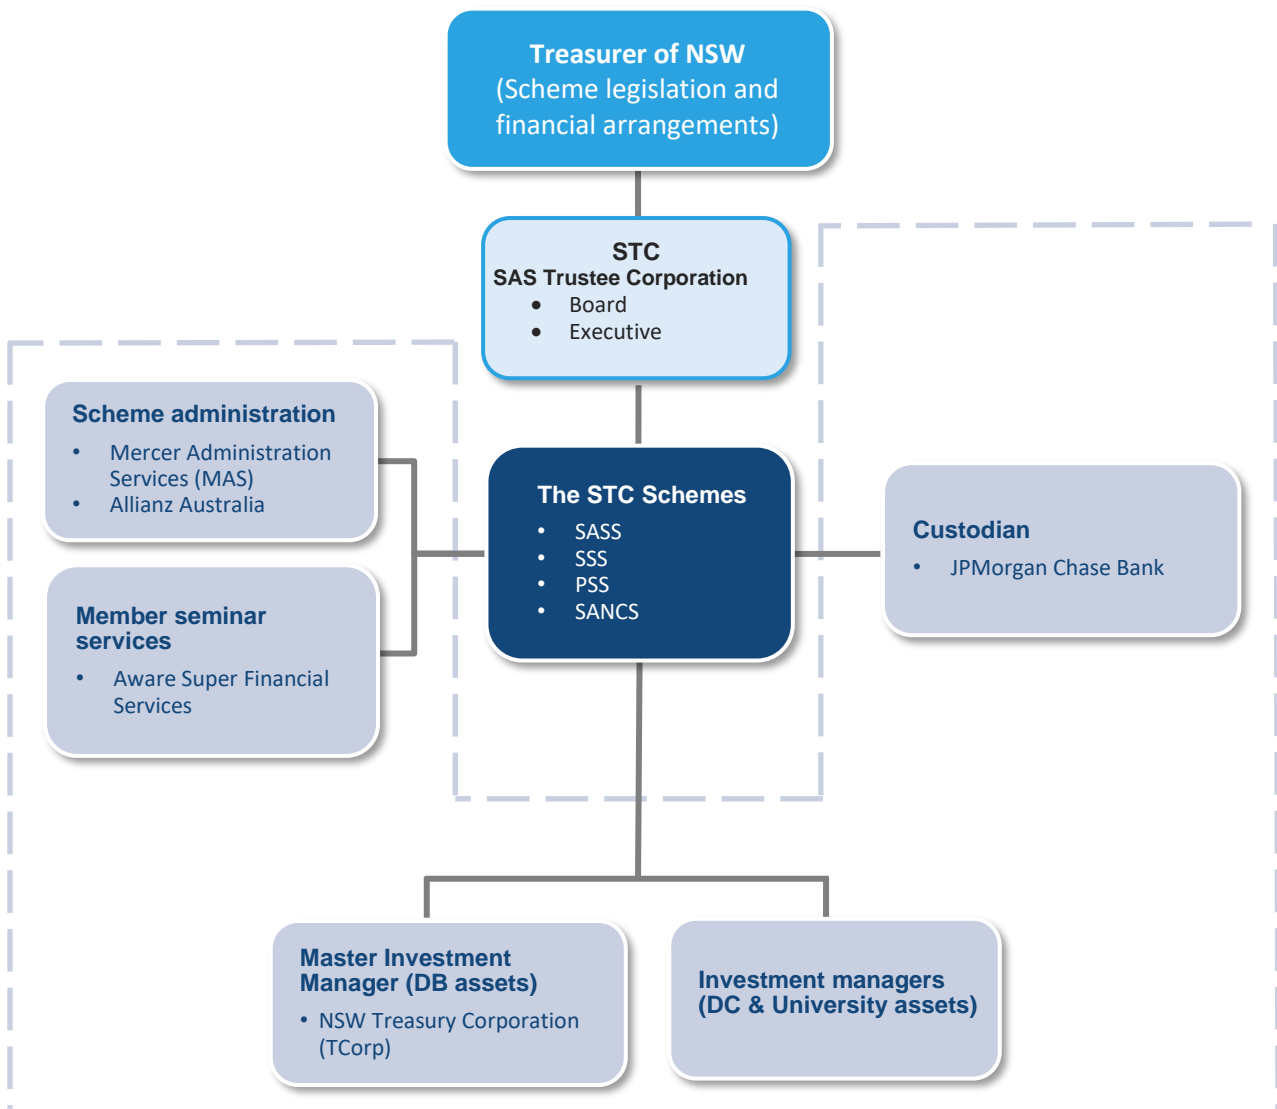 Treasurer of NSW
(Scheme legislation and
financial arrangements)
STC
SAS Trustee Corporation
• Board
• Executive
Scheme administration
• Mercer Administration
Services (MAS)
• Allianz Australia
Member seminar
services
• Aware Super Financial
Services
The STC Schemes
• SASS
• SSS
• PSS
• SANCS
Custodian
• JPMorgan Chase Bank
Master Investment
Manager (DB assets)
• NSW Treasury Corporation
(TCorp)
Investment managers
(DC & University assets)